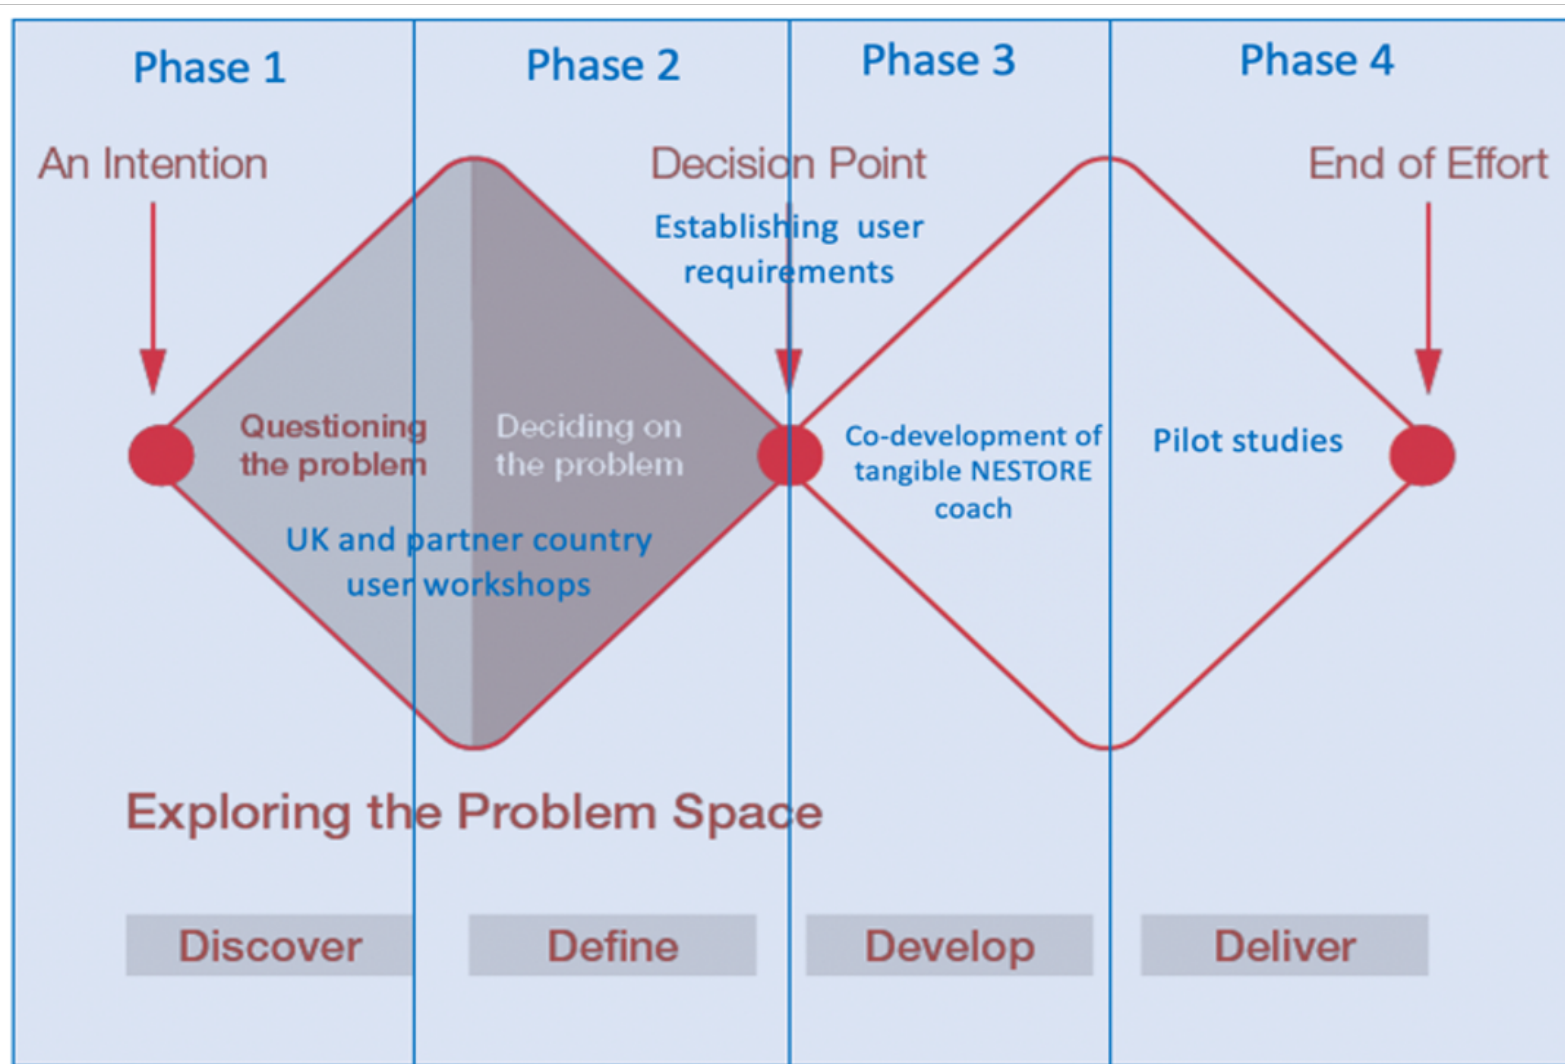 Phase 1
Phase 2
Phase 3
Phase 4
An Intention
Decision Point
End of Effort
Establishing user
requirements
Questioning
the problem
Deciding on
the problem
Co-development of
tangible NESTORE
coach
Pilot studies
UK and partner country
user workshops
Exploring the Problem Space
Discover
Define
Develop
Deliver